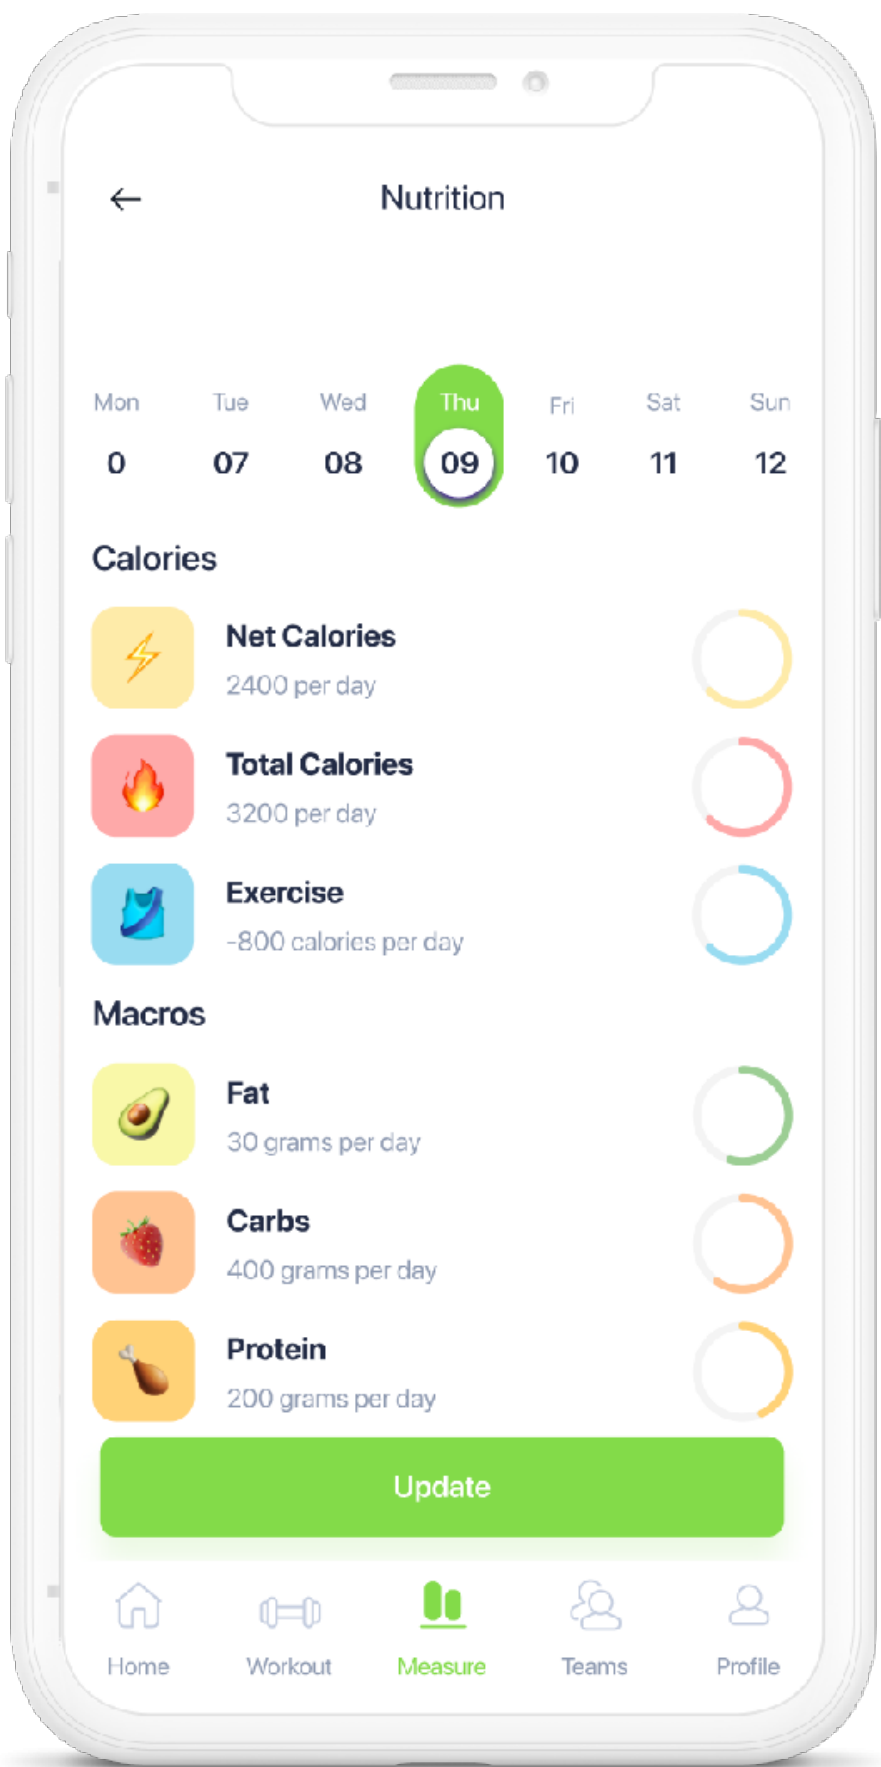 Nutrition
Mon Tue Wed Thu Fri Sat Sun
0 07 08 09 10 11 12
Calories
Net Calories
2400 per day
Total Calories
3200 per day
Exercise
-800 calories per day
Macros
Fat
30 grams per day
Carbs
400 grams per day
Protein
200 grams per day
Update
Home Workout Measure Teams Profile